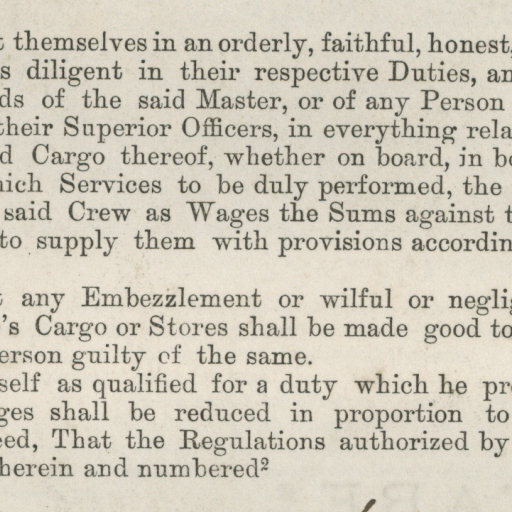 t themselves in an orderly, faithful, honest,
s diligent in their respective Duties, an
ds of the said Master, or of any Person
their Superior Officers, in everything rela
d Cargo thereof, whether on board, in bo
hich Services to be duly performed, the
said Crew as Wages the Sums against t
to supply them with provisions accordin
t any Embezzlement or wilful or neglig
's Cargo or Stores shall be made good to
erson guilty of the same.
self as qualified for a duty which he pr
ges shall be reduced in proportion to
eed, That the Regulations authorized by
herein and numbered²